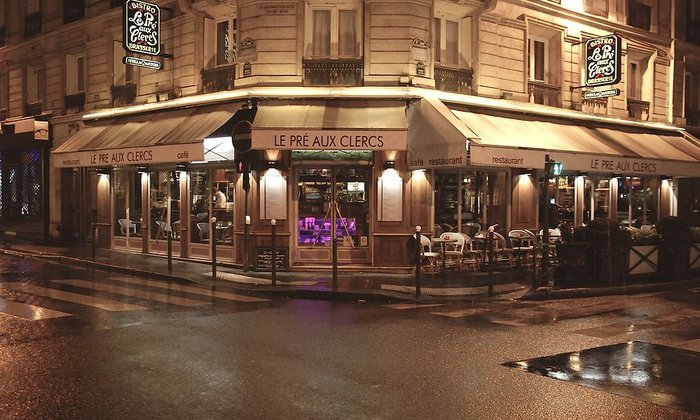 BISTRO
Le Pré
aux
Clercs
BRASSERIE
BISTRO
Le Pré
aux
Clercs
BRASSERIE
LE PRÉ AUX CLERCS
café
LE PRÉ AUX CLERCS
café
restaurant
restaurant
LE PRÉ AUX CLERCS